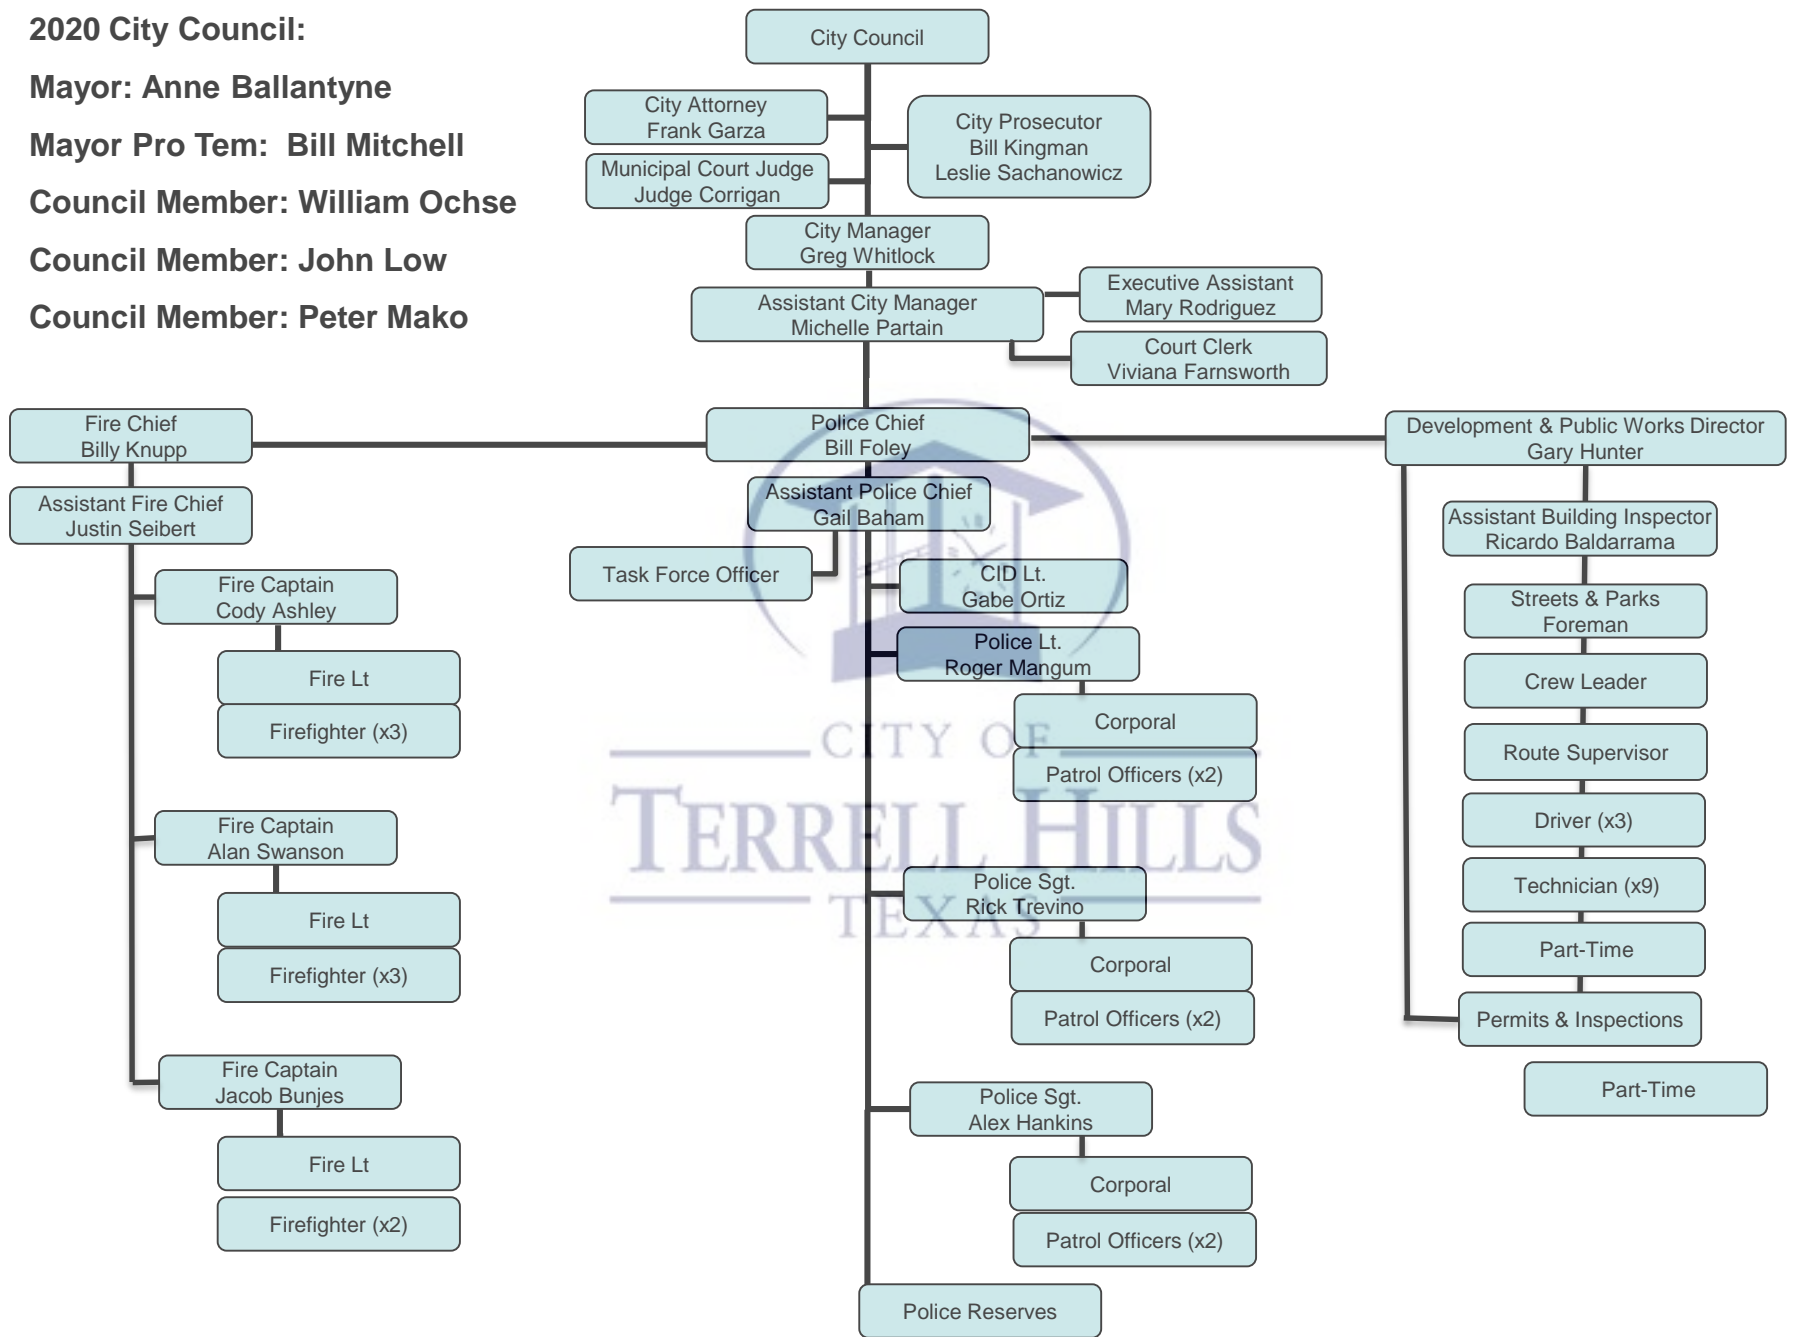 2020 City Council:
Mayor: Anne Ballantyne
Mayor Pro Tem:  Bill Mitchell
Council Member: William Ochse
Council Member: John Low
Council Member: Peter Mako
City Council
City Attorney
Frank Garza
City Prosecutor
Bill Kingman
Leslie Sachanowicz
Municipal Court Judge
Judge Corrigan
City Manager
Greg Whitlock
Assistant City Manager
Michelle Partain
Executive Assistant
Mary Rodriguez
Court Clerk
Viviana Farnsworth
Fire Chief
Billy Knupp
Assistant Fire Chief
Justin Seibert
Fire Captain
Cody Ashley
Fire Lt
Firefighter (x3)
Fire Captain
Alan Swanson
Fire Lt
Firefighter (x3)
Fire Captain
Jacob Bunjes
Fire Lt
Firefighter (x2)
Police Chief
Bill Foley
Assistant Police Chief
Gail Baham
Task Force Officer
CID Lt.
Gabe Ortiz
Police Lt.
Roger Mangum
Corporal
Patrol Officers (x2)
Police Sgt.
Rick Trevino
Corporal
Patrol Officers (x2)
Police Sgt.
Alex Hankins
Corporal
Patrol Officers (x2)
Police Reserves
Development & Public Works Director
Gary Hunter
Assistant Building Inspector
Ricardo Baldarrama
Streets & Parks
Foreman
Crew Leader
Route Supervisor
Driver (x3)
Technician (x9)
Part-Time
Permits & Inspections
Part-Time
CITY OF
TERRELL HILLS
TEXAS